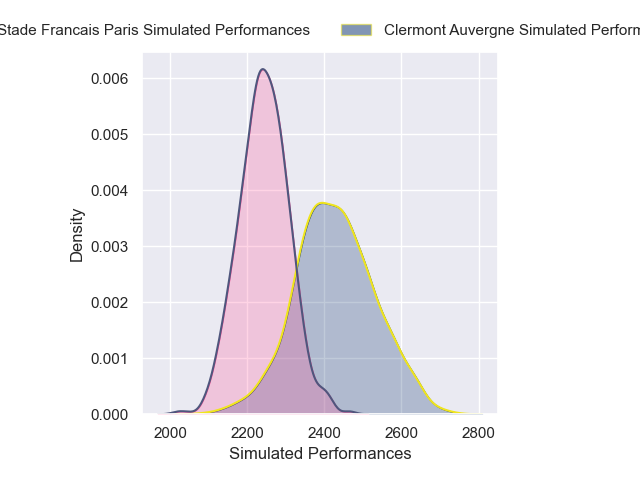 Stade Francais Paris Simulated Performances
Clermont Auvergne Simulated
0.006
0.005
0.004
0.003
0.002
0.001
0.000
Density
2000 2200 2400 2600 2800
Simulated Performances